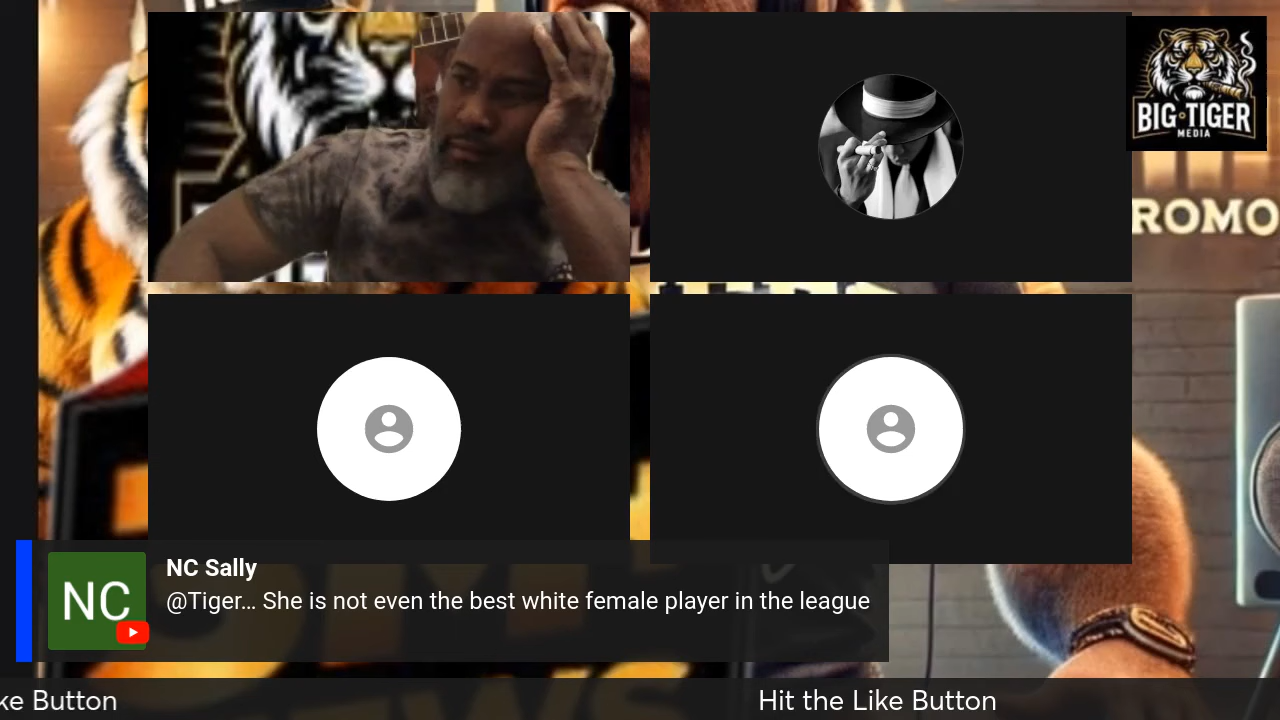 BIG TIGER
MEDIA
ROMO
NC
NC Sally
@Tiger... She is not even the best white female player in the league
ke Button
Hit the Like Button